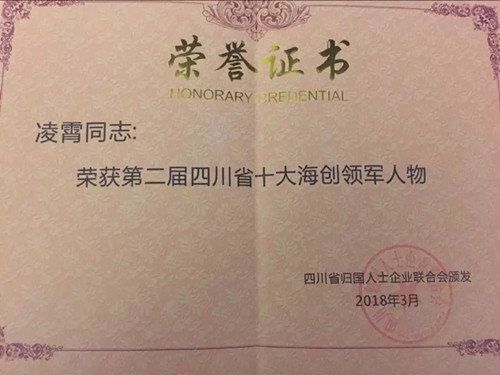 荣誉证书
HONORARY CREDENTIAL
凌霄同志:
荣获第二届四川省十大海创领军人物
四川省归国人士企业联合会颁发
2018年3月